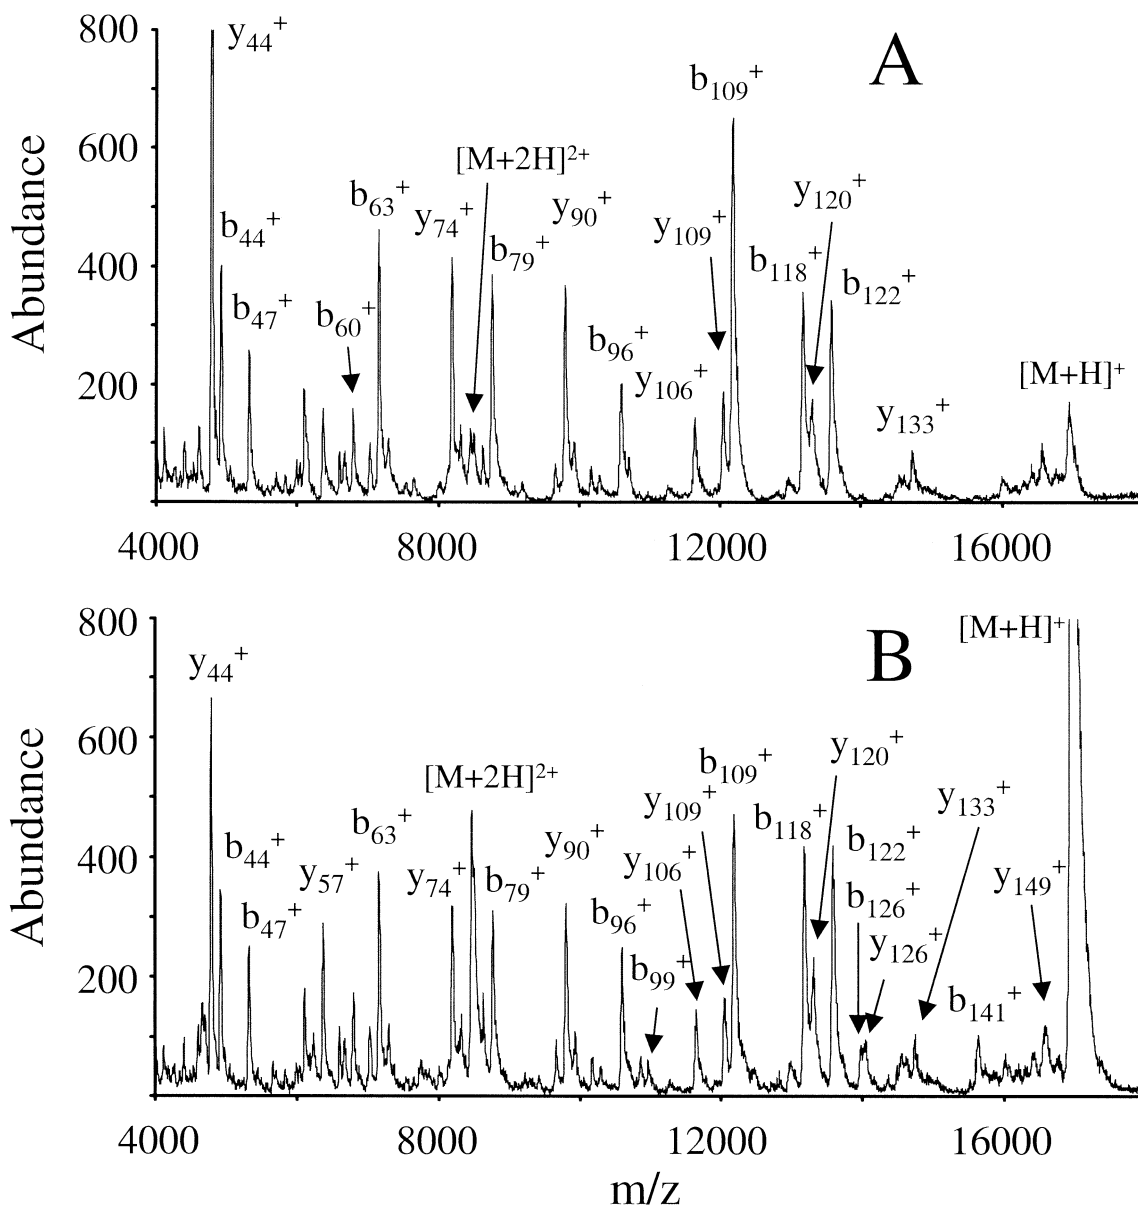 A
800
600
400
200
Abundance
y44+
b44+
b47+
b60+
b63+
y74+
[M+2H]2+
b79+
y90+
b96+
y106+
y109+
b109+
b118+
y120+
b122+
y133+
[M+H]+
4000 8000 12000 16000
B
800
600
400
200
Abundance
y44+
b44+
b47+
y57+
b63+
y74+
[M+2H]2+
b79+
y90+
b96+
b99+
y106+
y109+
b109+
b118+
y120+
b122+
b126+
y126+
y133+
b141+
y149+
[M+H]+
4000 8000 12000 16000
m/z